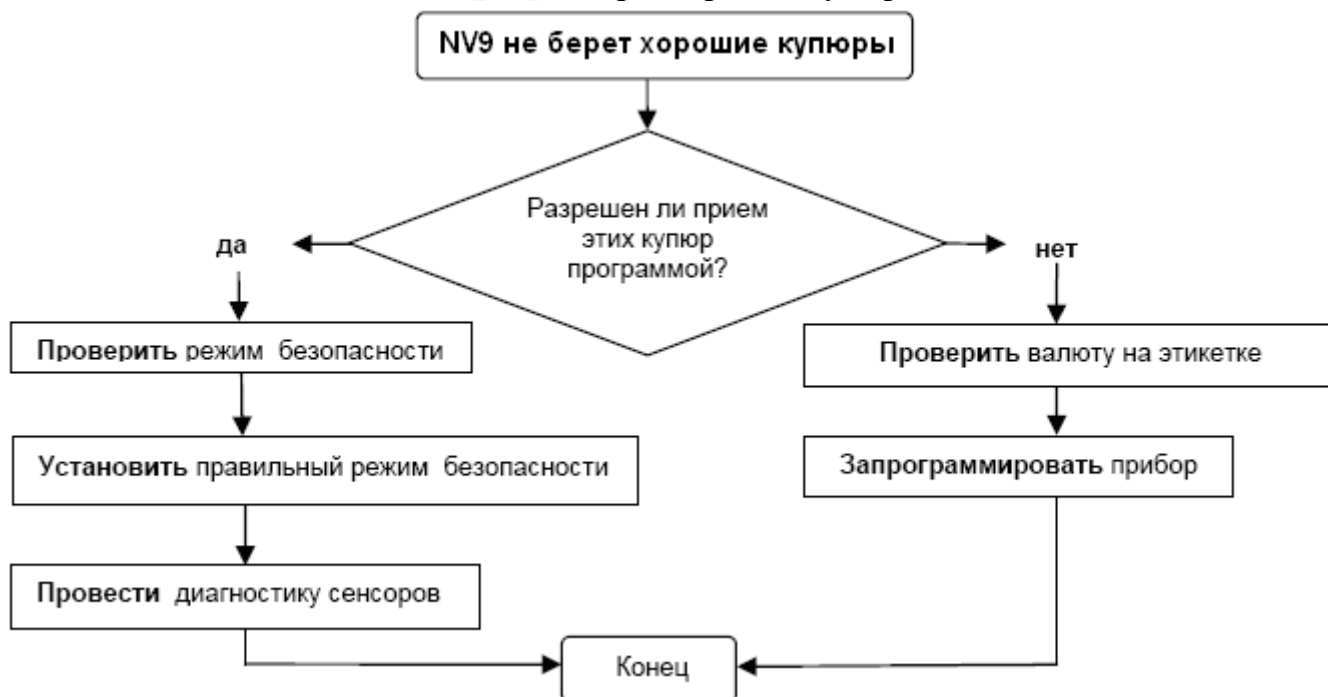 NV9 не берет хорошие купюры
Разрешен ли прием
этих купюр
программой?
да
нет
Проверить режим безопасности
Проверить валюту на этикетке
Установить правильный режим безопасности
Запрограммировать прибор
Провести диагностику сенсоров
Конец